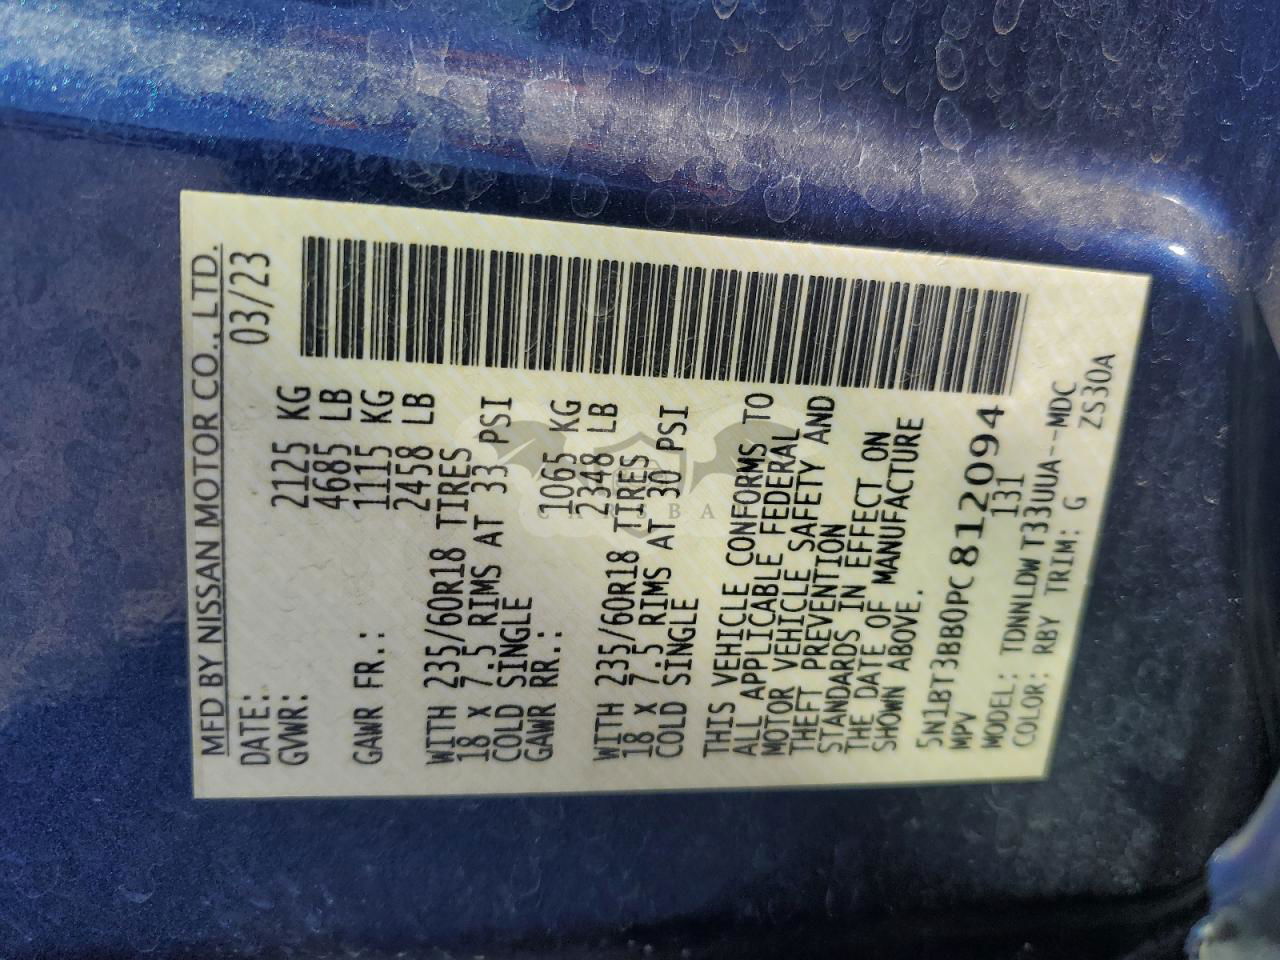 MFD BY NISSAN MOTOR CO., LTD.
DATE: 03/23
GVWR: 2125 KG
4685 LB
GAWR FR.: 1115 KG
2458 LB
WITH 235/60R18 TIRES
18 X 7.5 RIMS AT 33 PSI
COLD SINGLE
GAWR RR.: 1065 KG
2348 LB
WITH 235/60R18 TIRES
18 X 7.5 RIMS AT 30 PSI
COLD SINGLE
THIS VEHICLE CONFORMS TO
ALL APPLICABLE FEDERAL
MOTOR VEHICLE SAFETY AND
THEFT PREVENTION
STANDARDS IN EFFECT ON
THE DATE OF MANUFACTURE
SHOWN ABOVE.
5N1BT3BB0PC812094
MPV 131
MODEL: TDNNLDWT33UUA--MDC
COLOR: RBY TRIM: G ZS30A
CARSBA